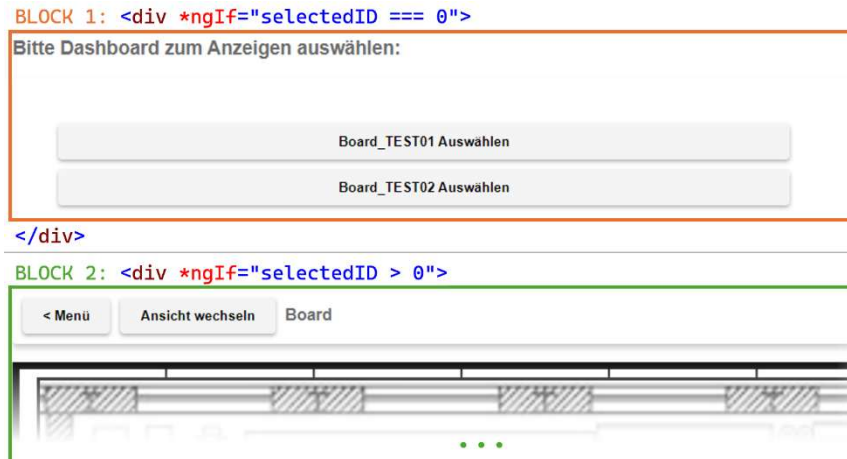 BLOCK 1: <div *ngIf="selectedID === 0">
Bitte Dashboard zum Anzeigen auswählen:
Board_TEST01 Auswählen
Board_TEST02 Auswählen
</div>
BLOCK 2: <div *ngIf="selectedID > 0">
< Menü Ansicht wechseln Board
...